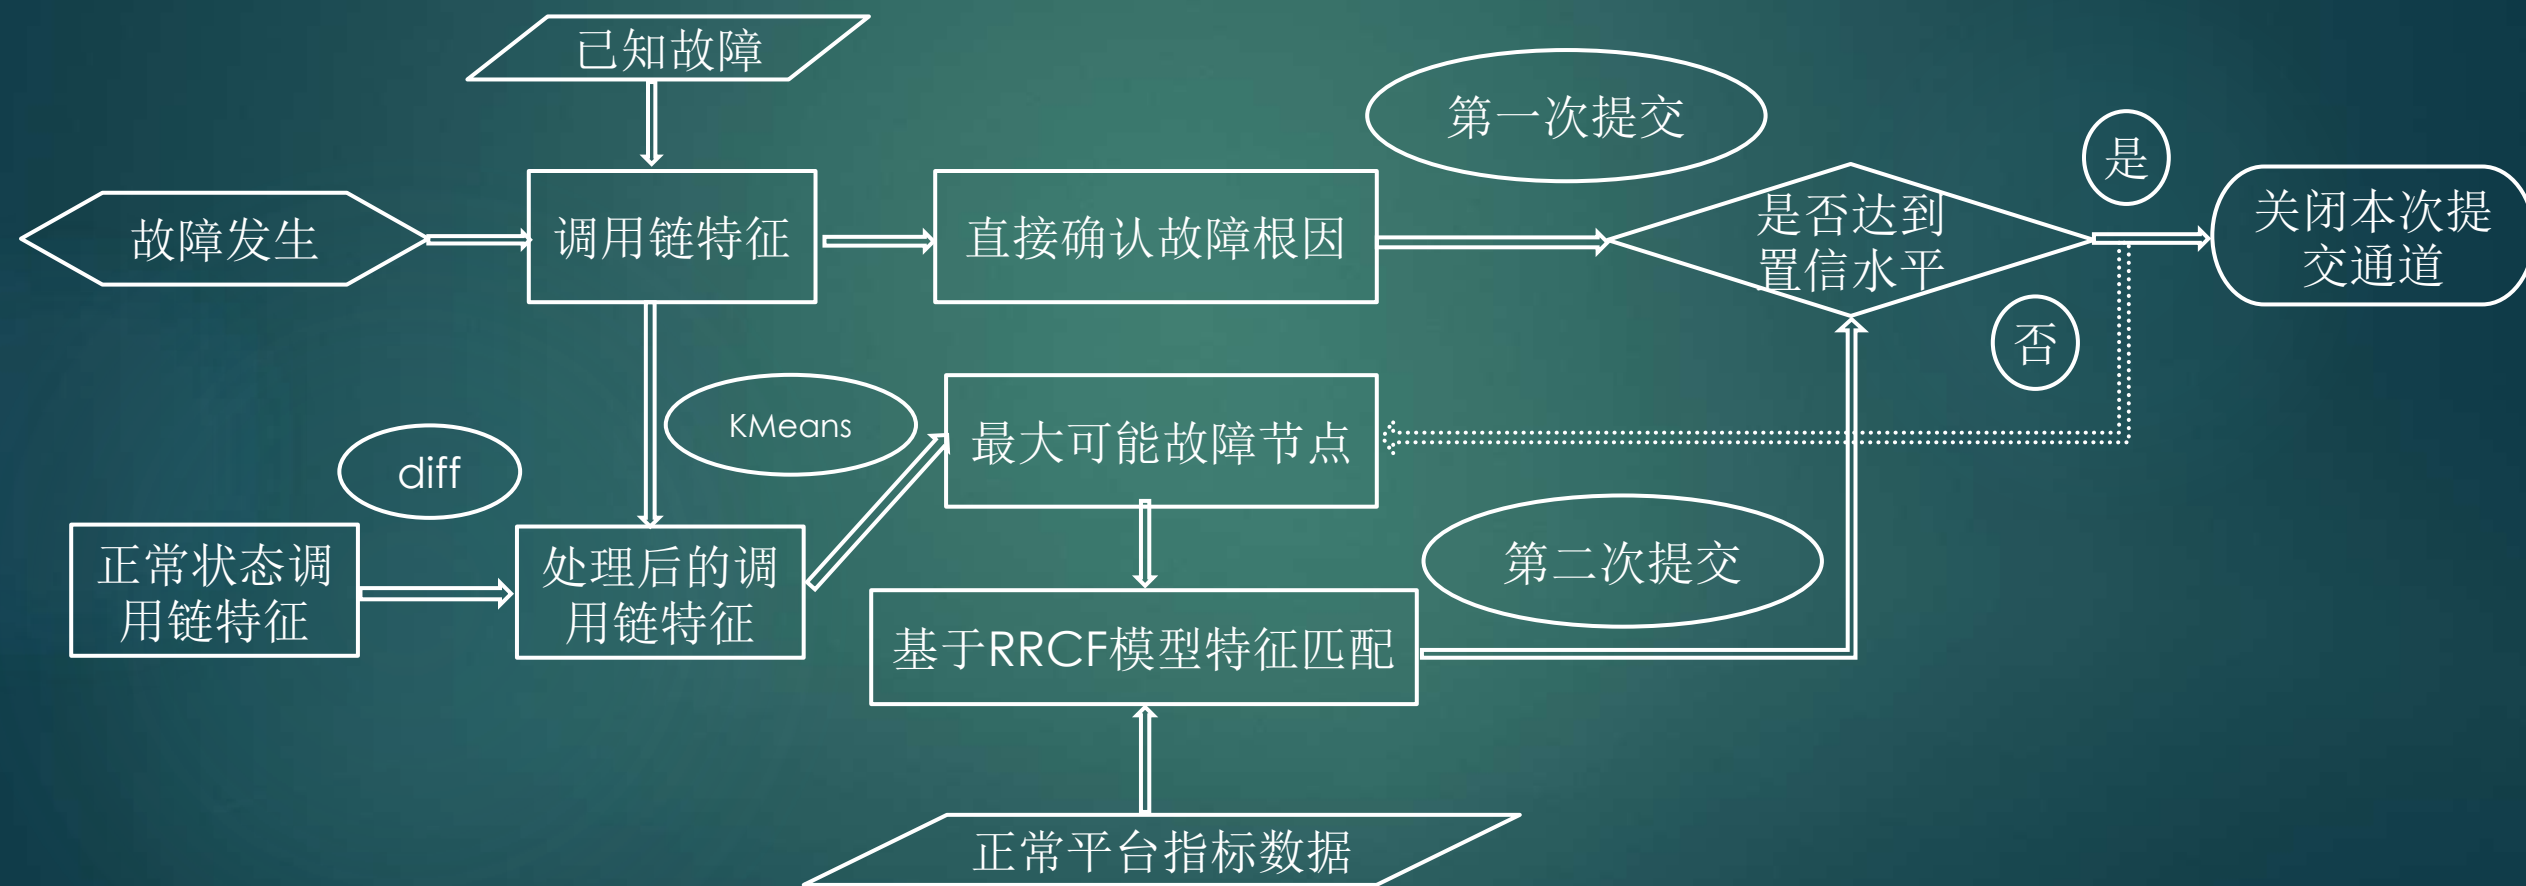 已知故障
第一次提交
是
故障发生
调用链特征
直接确认故障根因
是否达到
置信水平
关闭本次提
交通道
否
KMeans
最大可能故障节点
diff
正常状态调
用链特征
处理后的调
用链特征
第二次提交
基于RRCF模型特征匹配
正常平台指标数据